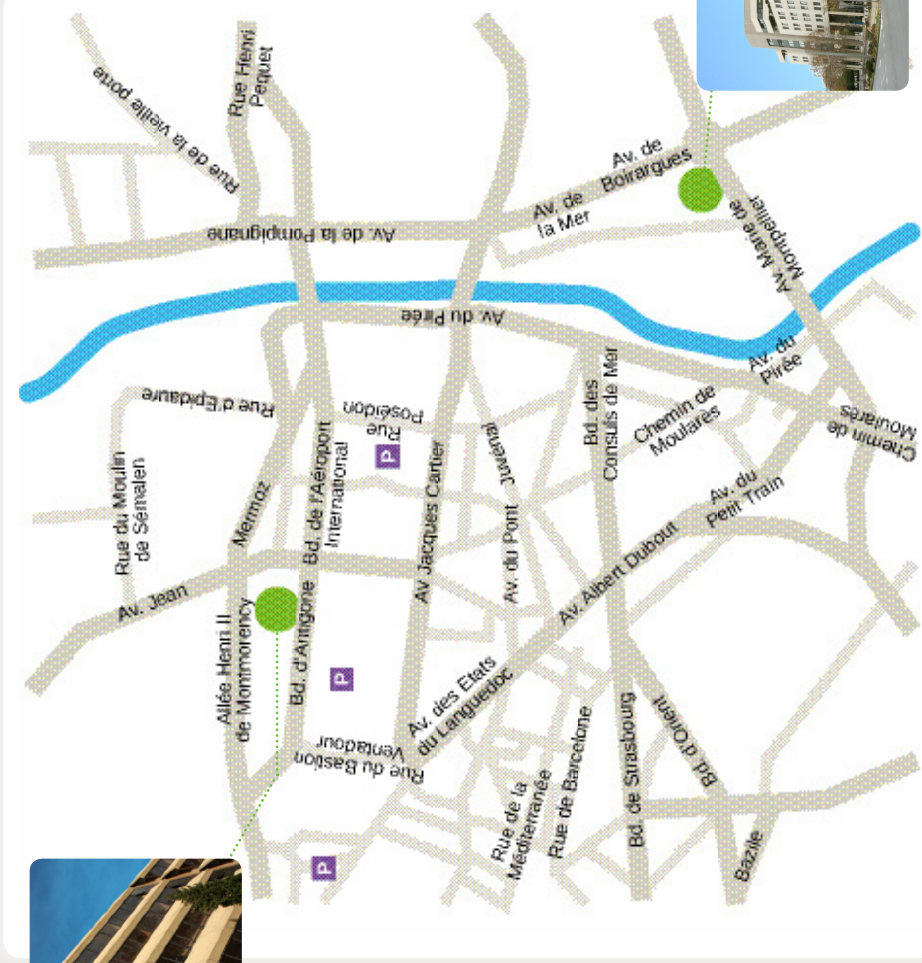 Rue de la vieille porte
Rue Henri
Pequet
Av. de la Pompignane
Av. de
la Mer
Av. de
Boirargues
Av. Marie de
Montpellier
Av. du Pirée
Rue d'Epidaure
Rue
Poséidon
P
Bd. des
Consuls de Mer
Av. du
Pirée
Chemin de
Moularès
Chemin de
Moularès
Rue du Moulin
de Sémalen
Av. Jean
Mermoz
Bd. de l'Aéroport
International
Av Jacques Cartier
Av. du Pont
Juvenal
Av. du
Petit Train
Av. Albert Dubout
Allée Henri II
de Montmorency
Bd. d'Antigone
P
Rue du Bastion
Ventadour
Av. des Etats
du Languedoc
Rue de la
Méditerranée
Rue de Barcelone
Bd. de Strasbourg
Bd. d'Orient
Bazile
P